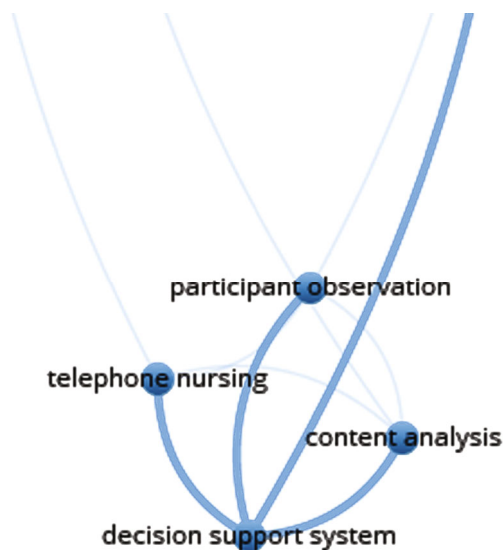 participant observation
telephone nursing
content analysis
decision support system